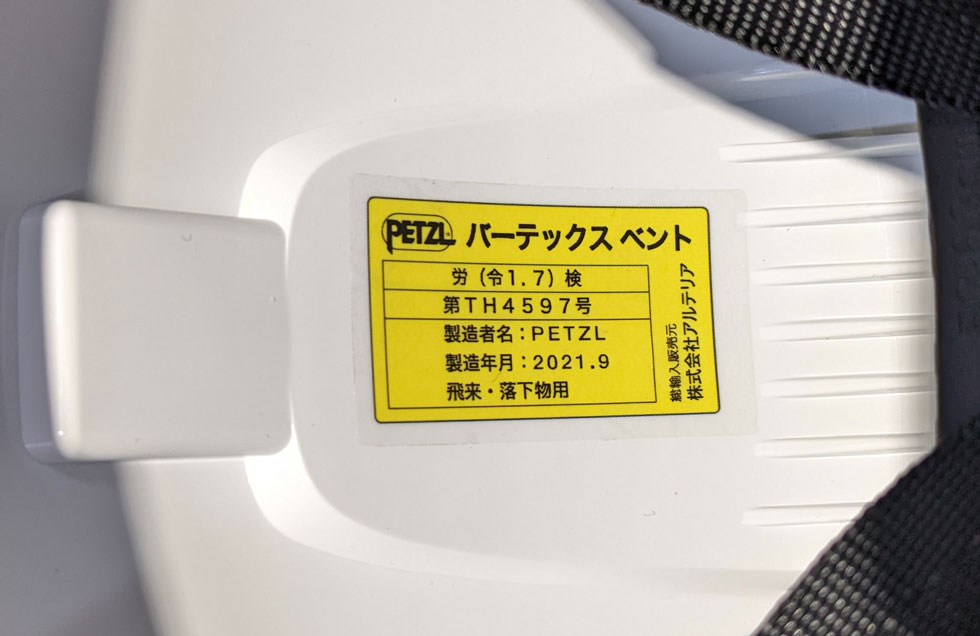 PETZL バーテックス ベント
労（令1.7）検
第TH4597号
製造者名：PETZL
製造年月：2021.9
飛来・落下物用
総輸入販売元
株式会社アルテリア